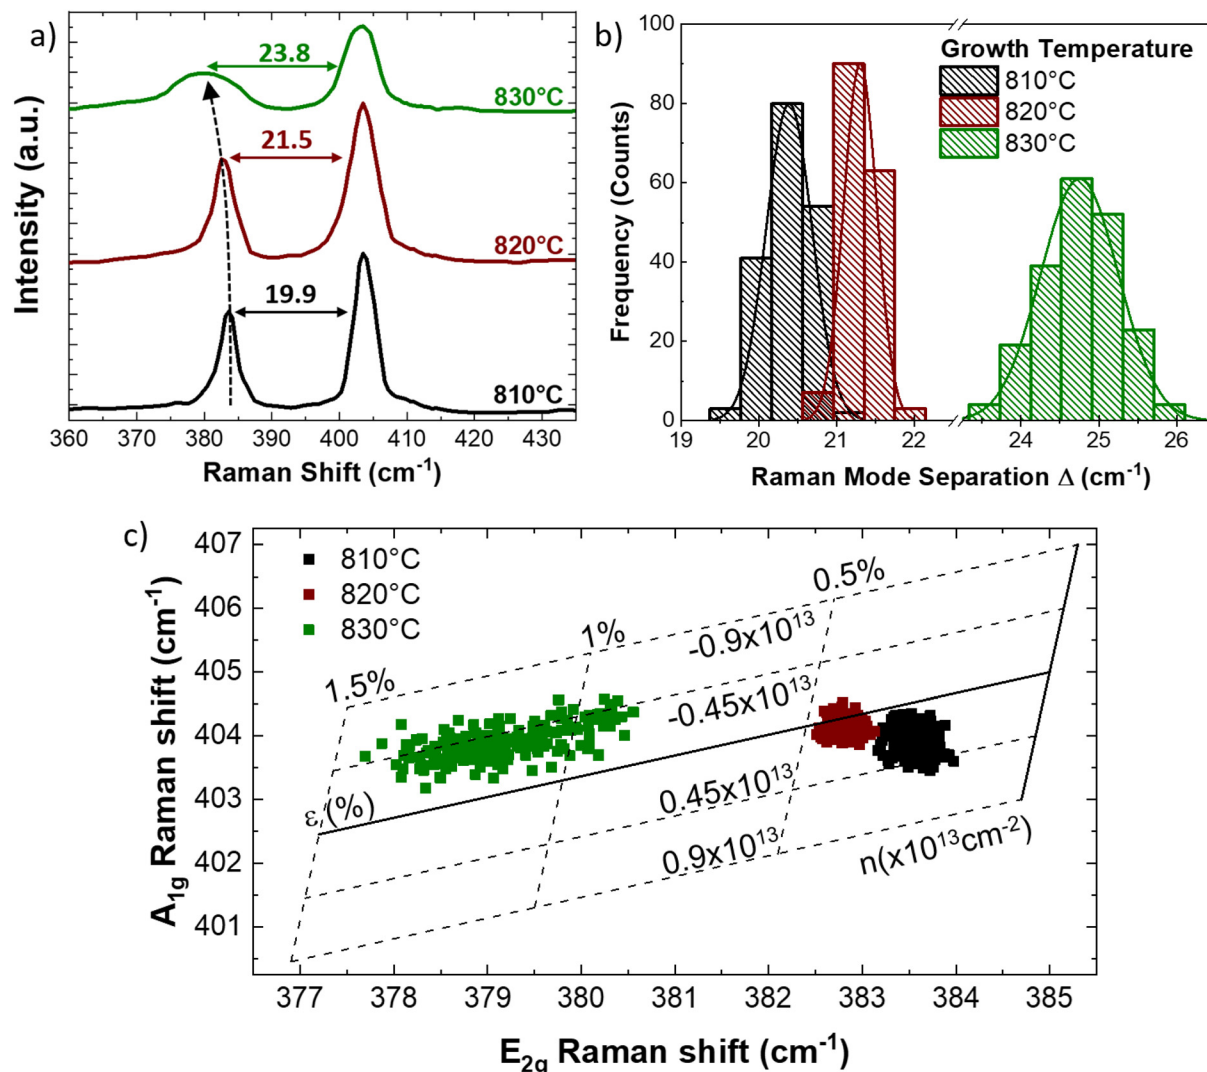 a)
23.8
830°C
21.5
820°C
19.9
810°C
Intensity (a.u.)
360 370 380 390 400 410 420 430
Raman Shift (cm⁻¹)
b)
Growth Temperature
810°C
820°C
830°C
100
80
60
40
20
0
Frequency (Counts)
19 20 21 22 24 25 26
Raman Mode Separation Δ (cm⁻¹)
c)
810°C
820°C
830°C
407
406
405
404
403
402
401
A₁g Raman shift (cm⁻¹)
1.5%
1%
0.5%
-0.9x10¹³
-0.45x10¹³
0.45x10¹³
0.9x10¹³
ε (%)
n(x10¹³cm⁻²)
377 378 379 380 381 382 383 384 385
E₂g Raman shift (cm⁻¹)